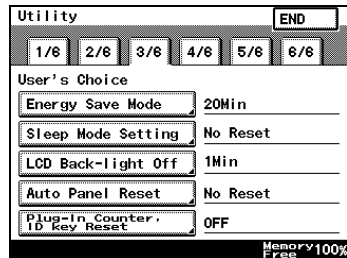 Utility
END
1/6 2/6 3/6 4/6 5/6 6/6
User's Choice
Energy Save Mode 20Min
Sleep Mode Setting No Reset
LCD Back-light Off 1Min
Auto Panel Reset No Reset
Plug-In Counter,
ID key Reset OFF
Memory
Free 100%